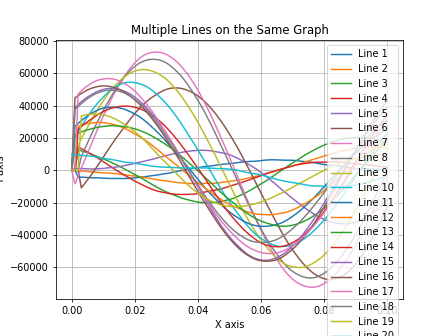 Multiple Lines on the Same Graph
80000
60000
40000
20000
0
−20000
−40000
−60000
0.00
0.02
0.04
0.06
X axis
axis
Line 1
Line 2
Line 3
Line 4
Line 5
Line 6
Line 7
Line 8
Line 9
Line 10
Line 11
Line 12
Line 13
Line 14
Line 15
Line 16
Line 17
Line 18
Line 19
Line 20